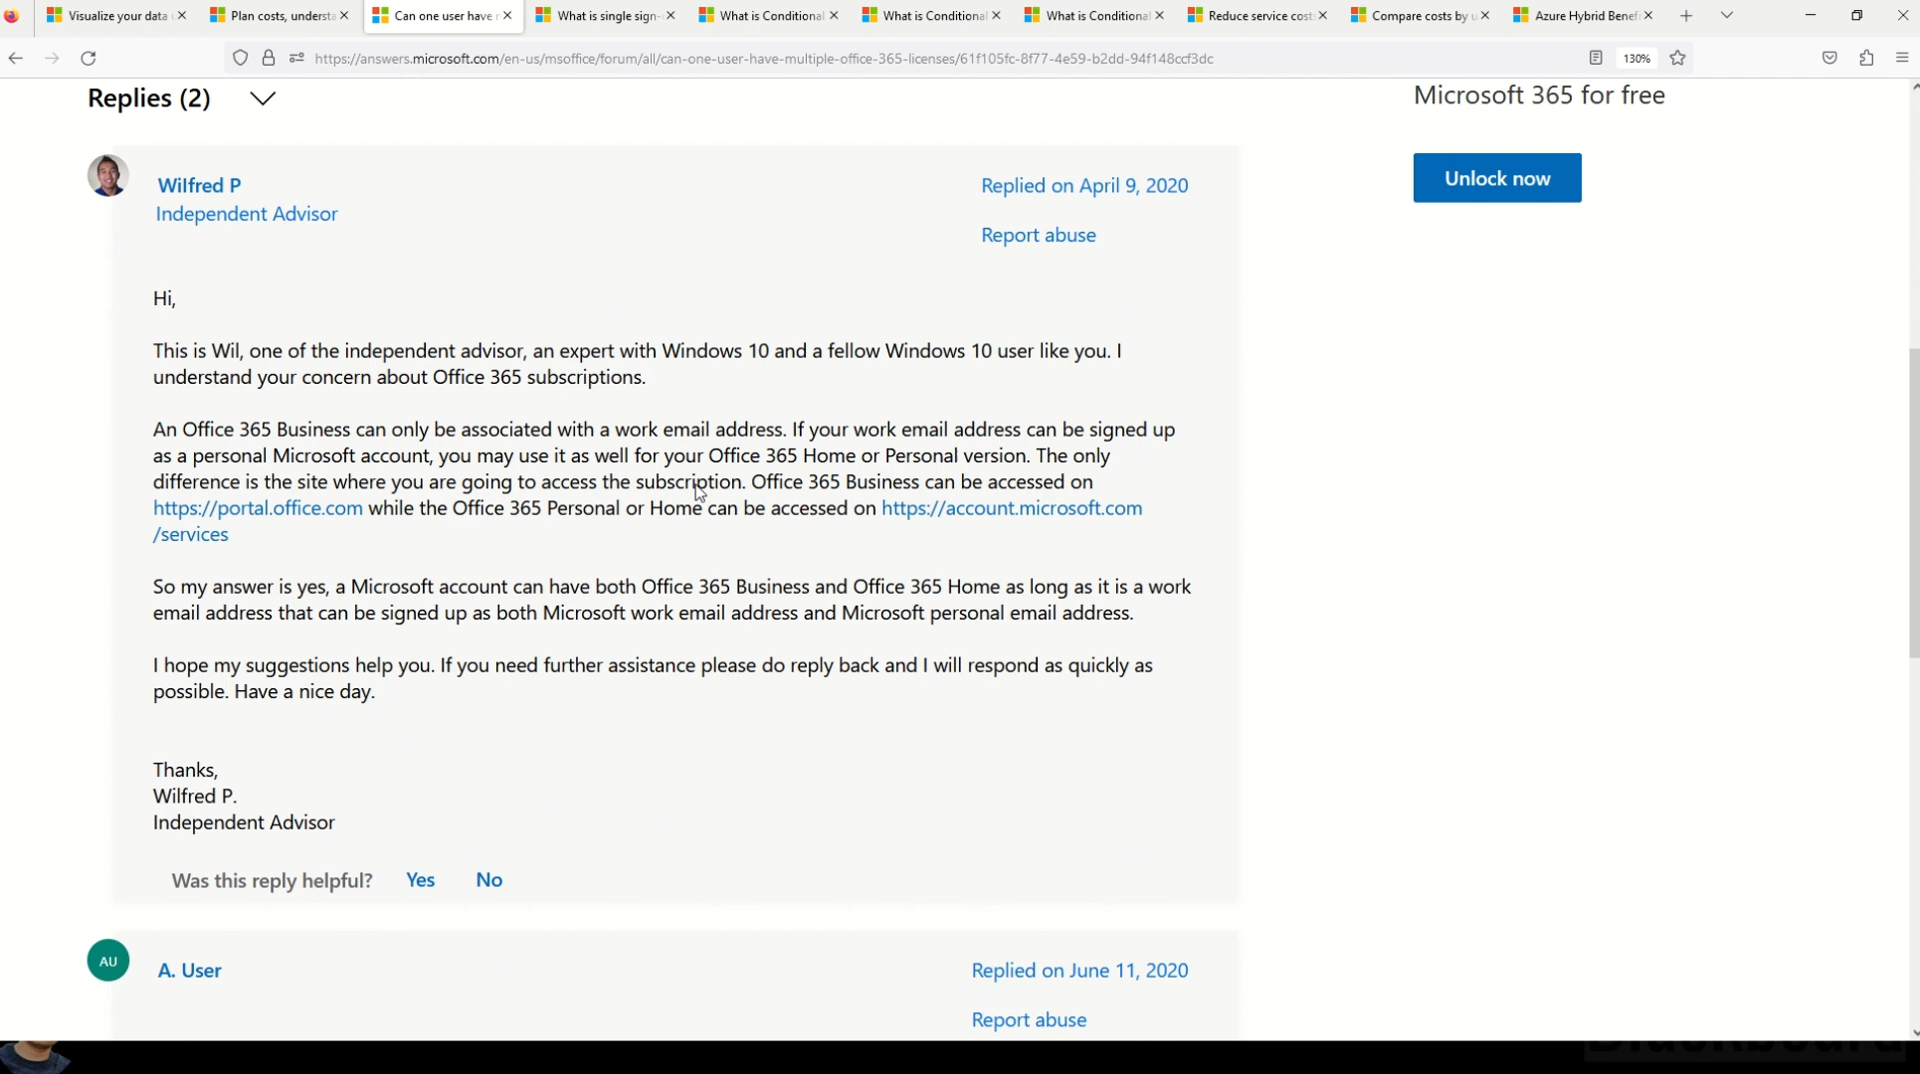 Visualize your data
Plan costs, understa
Can one user have
What is single sign-
What is Conditional
What is Conditional
What is Conditional
Reduce service cost
Compare costs by u
Azure Hybrid Benef
https://answers.microsoft.com/en-us/msoffice/forum/all/can-one-user-have-multiple-office-365-licenses/61f105fc-8f77-4e59-b2dd-94f148ccf3dc
130%
Replies (2)
Microsoft 365 for free
Unlock now
Wilfred P
Replied on April 9, 2020
Independent Advisor
Report abuse
Hi,
This is Wil, one of the independent advisor, an expert with Windows 10 and a fellow Windows 10 user like you. I
understand your concern about Office 365 subscriptions.
An Office 365 Business can only be associated with a work email address. If your work email address can be signed up
as a personal Microsoft account, you may use it as well for your Office 365 Home or Personal version. The only
difference is the site where you are going to access the subscription. Office 365 Business can be accessed on
https://portal.office.com while the Office 365 Personal or Home can be accessed on https://account.microsoft.com
/services
So my answer is yes, a Microsoft account can have both Office 365 Business and Office 365 Home as long as it is a work
email address that can be signed up as both Microsoft work email address and Microsoft personal email address.
I hope my suggestions help you. If you need further assistance please do reply back and I will respond as quickly as
possible. Have a nice day.
Thanks,
Wilfred P.
Independent Advisor
Was this reply helpful? Yes No
AU
A. User
Replied on June 11, 2020
Report abuse